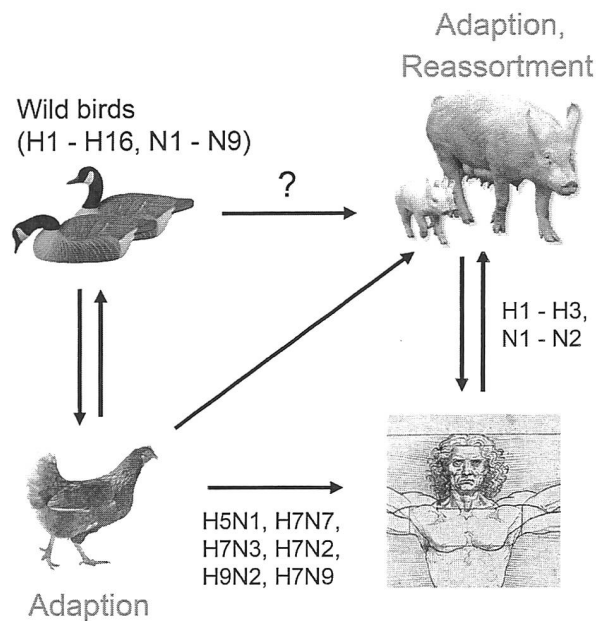 Adaption,
Reassortment
Wild birds
(H1 - H16, N1 - N9)
?
H1 - H3,
N1 - N2
H5N1, H7N7,
H7N3, H7N2,
H9N2, H7N9
Adaption